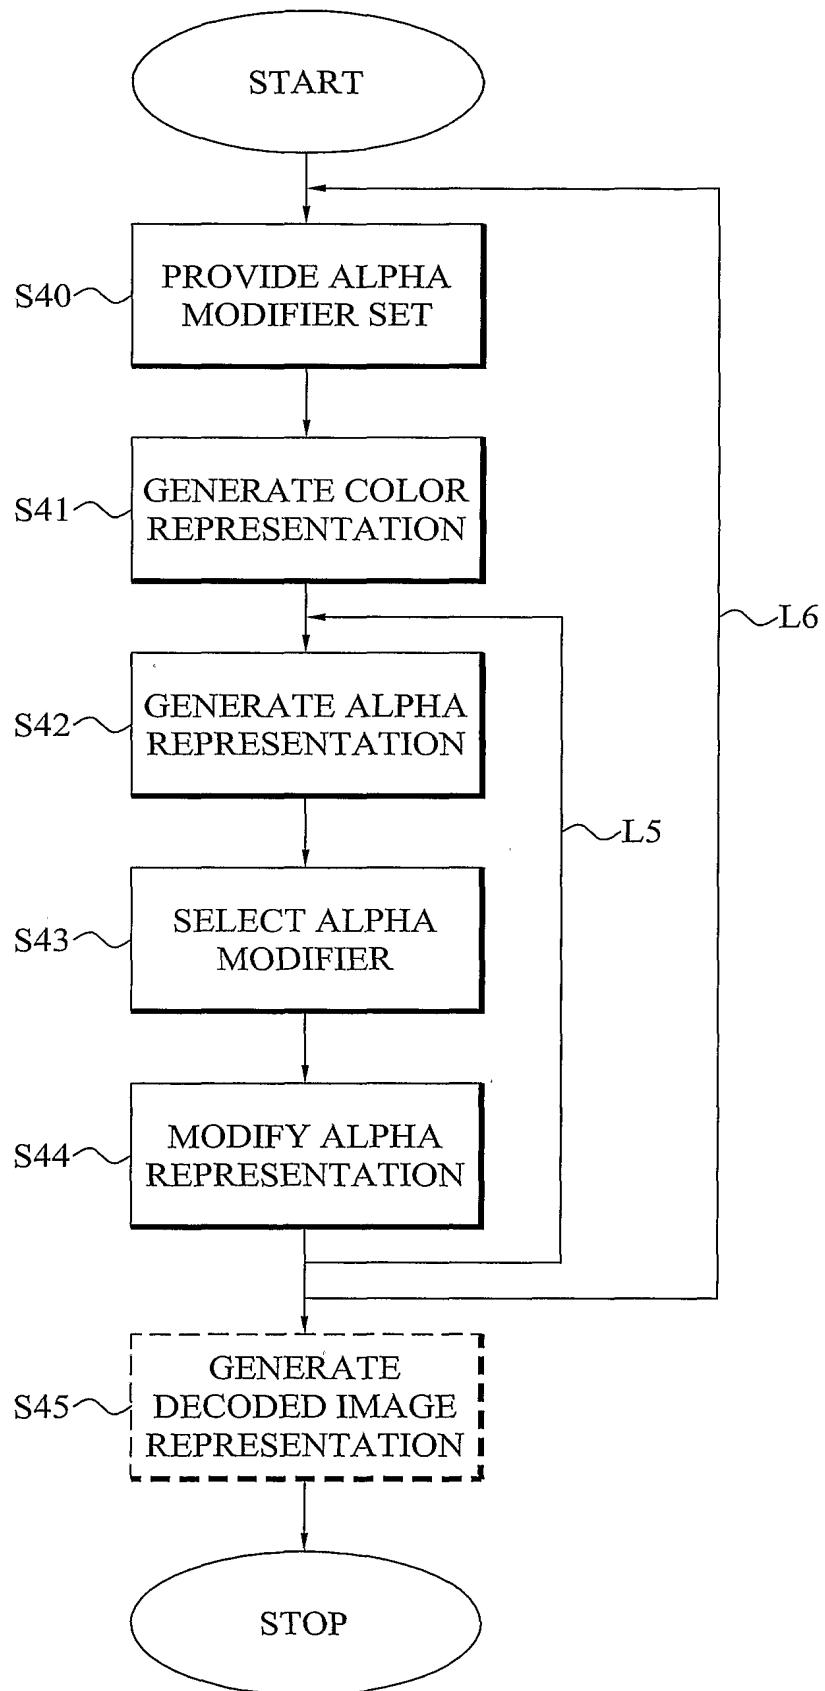 START
S40
PROVIDE ALPHA
MODIFIER SET
S41
GENERATE COLOR
REPRESENTATION
L6
S42
GENERATE ALPHA
REPRESENTATION
L5
S43
SELECT ALPHA
MODIFIER
S44
MODIFY ALPHA
REPRESENTATION
S45
GENERATE
DECODED IMAGE
REPRESENTATION
STOP